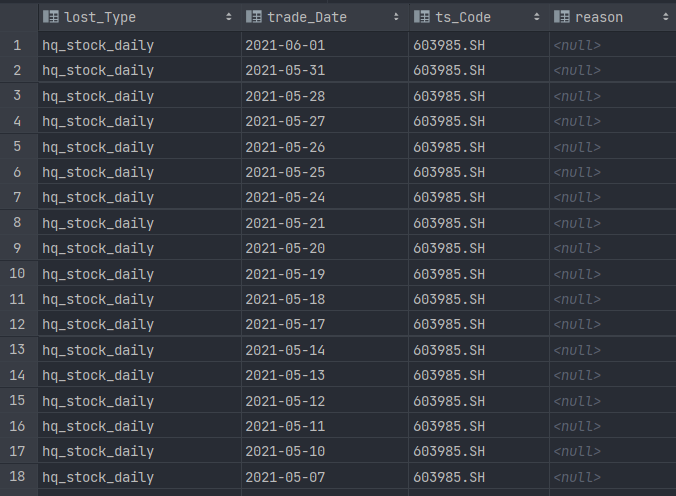 lost_Type trade_Date ts_Code reason
1 hq_stock_daily 2021-06-01 603985.SH <null>
2 hq_stock_daily 2021-05-31 603985.SH <null>
3 hq_stock_daily 2021-05-28 603985.SH <null>
4 hq_stock_daily 2021-05-27 603985.SH <null>
5 hq_stock_daily 2021-05-26 603985.SH <null>
6 hq_stock_daily 2021-05-25 603985.SH <null>
7 hq_stock_daily 2021-05-24 603985.SH <null>
8 hq_stock_daily 2021-05-21 603985.SH <null>
9 hq_stock_daily 2021-05-20 603985.SH <null>
10 hq_stock_daily 2021-05-19 603985.SH <null>
11 hq_stock_daily 2021-05-18 603985.SH <null>
12 hq_stock_daily 2021-05-17 603985.SH <null>
13 hq_stock_daily 2021-05-14 603985.SH <null>
14 hq_stock_daily 2021-05-13 603985.SH <null>
15 hq_stock_daily 2021-05-12 603985.SH <null>
16 hq_stock_daily 2021-05-11 603985.SH <null>
17 hq_stock_daily 2021-05-10 603985.SH <null>
18 hq_stock_daily 2021-05-07 603985.SH <null>